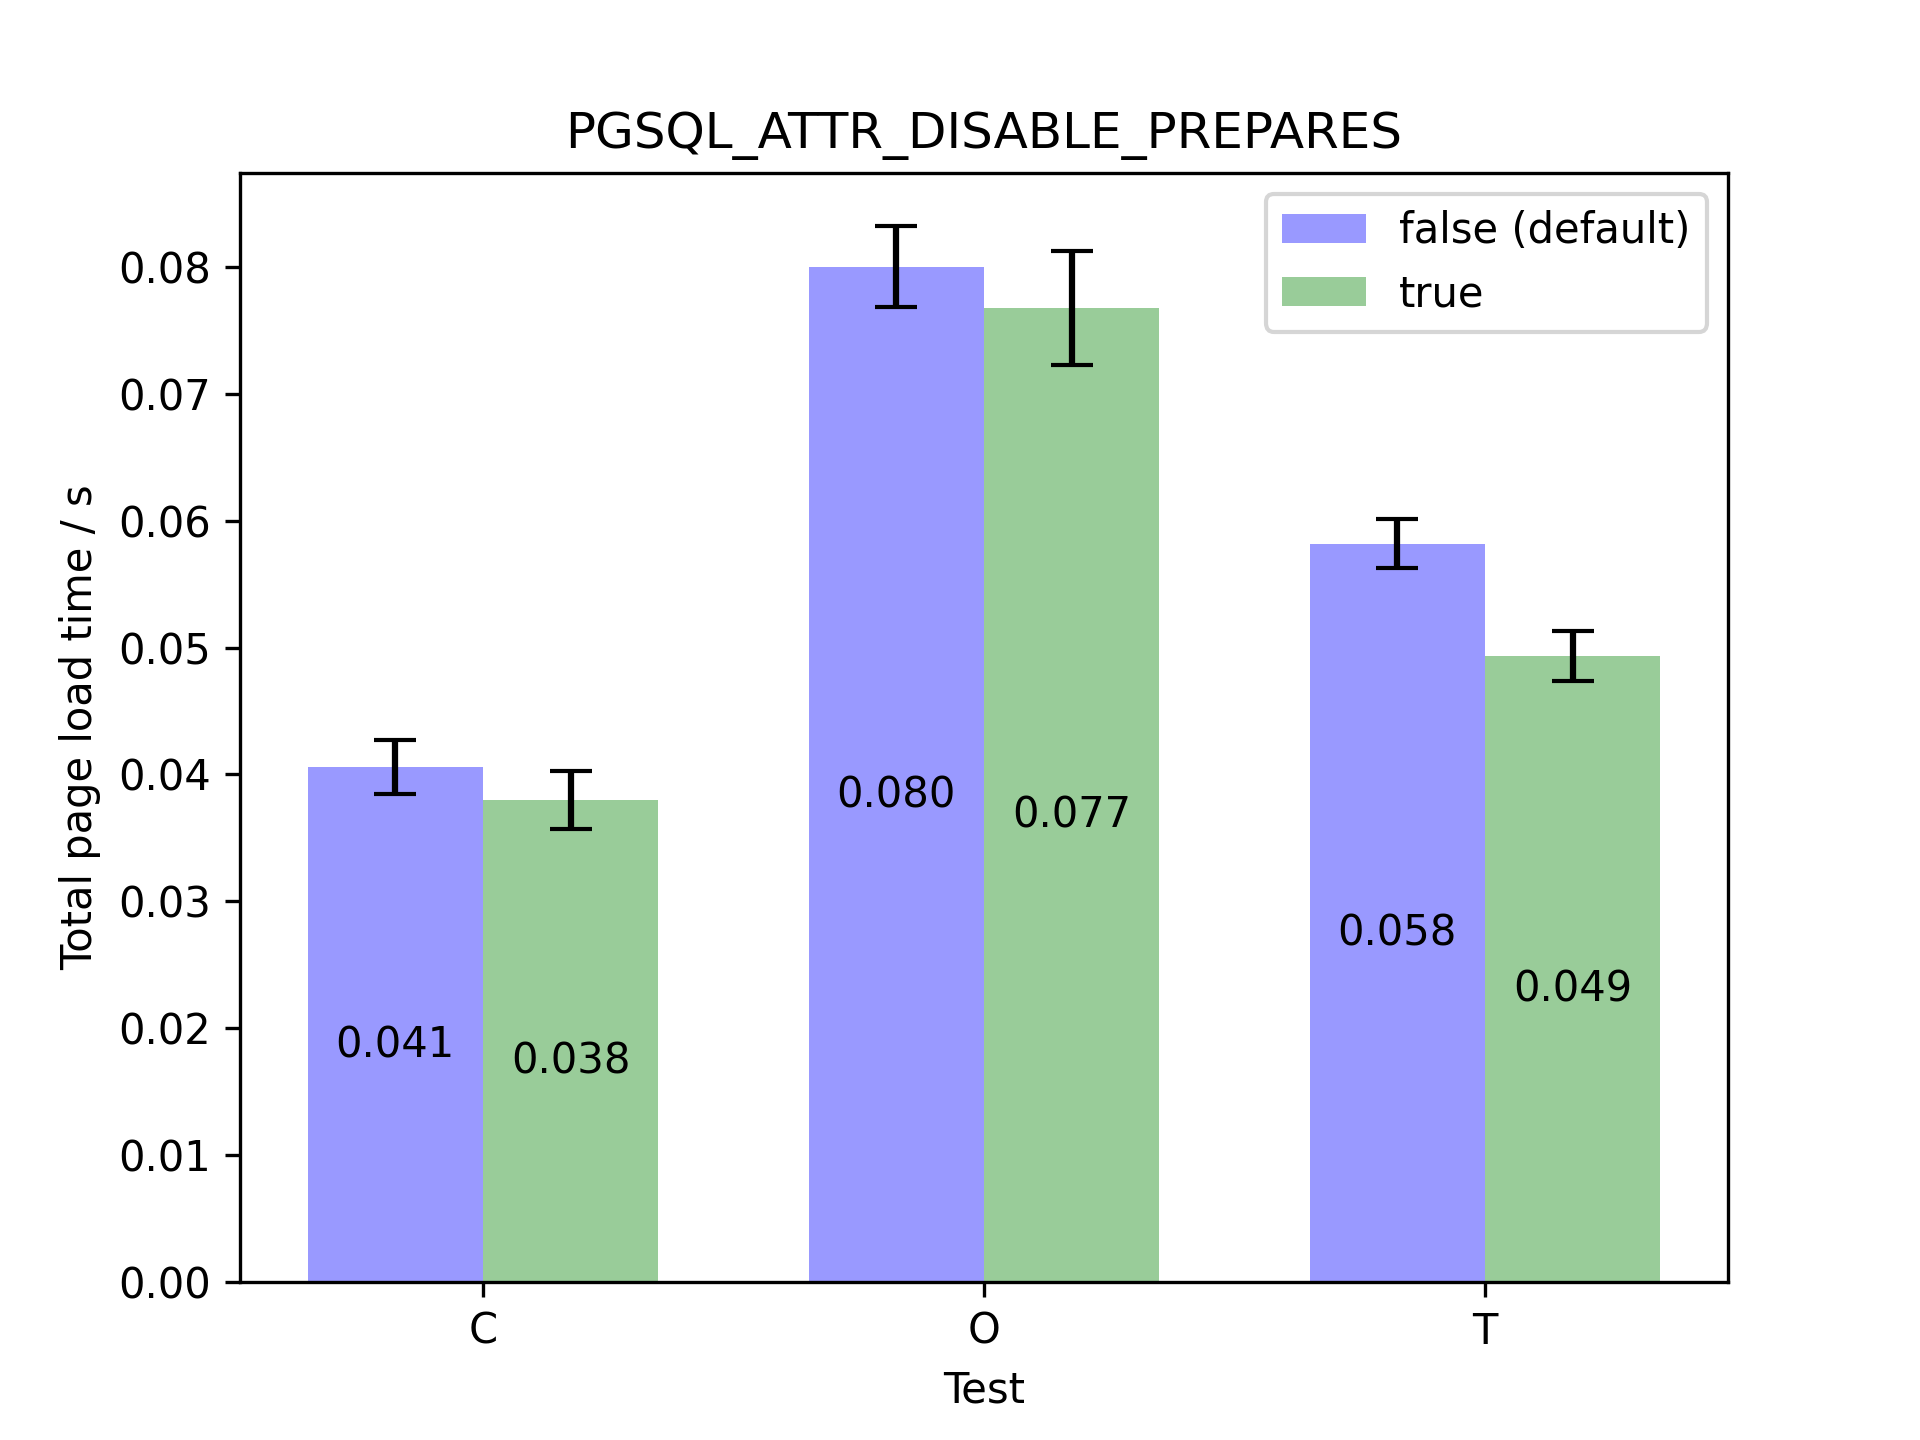 PGSQL_ATTR_DISABLE_PREPARES
false (default)
true
Total page load time / s
0.08
0.07
0.06
0.05
0.04
0.03
0.02
0.01
0.00
0.041
0.038
0.080
0.077
0.058
0.049
C
O
T
Test